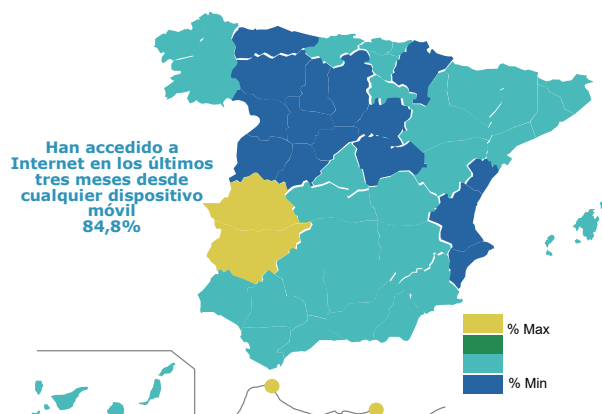 Han accedido a
Internet en los últimos
tres meses desde
cualquier dispositivo
móvil
84,8%
% Max
% Min